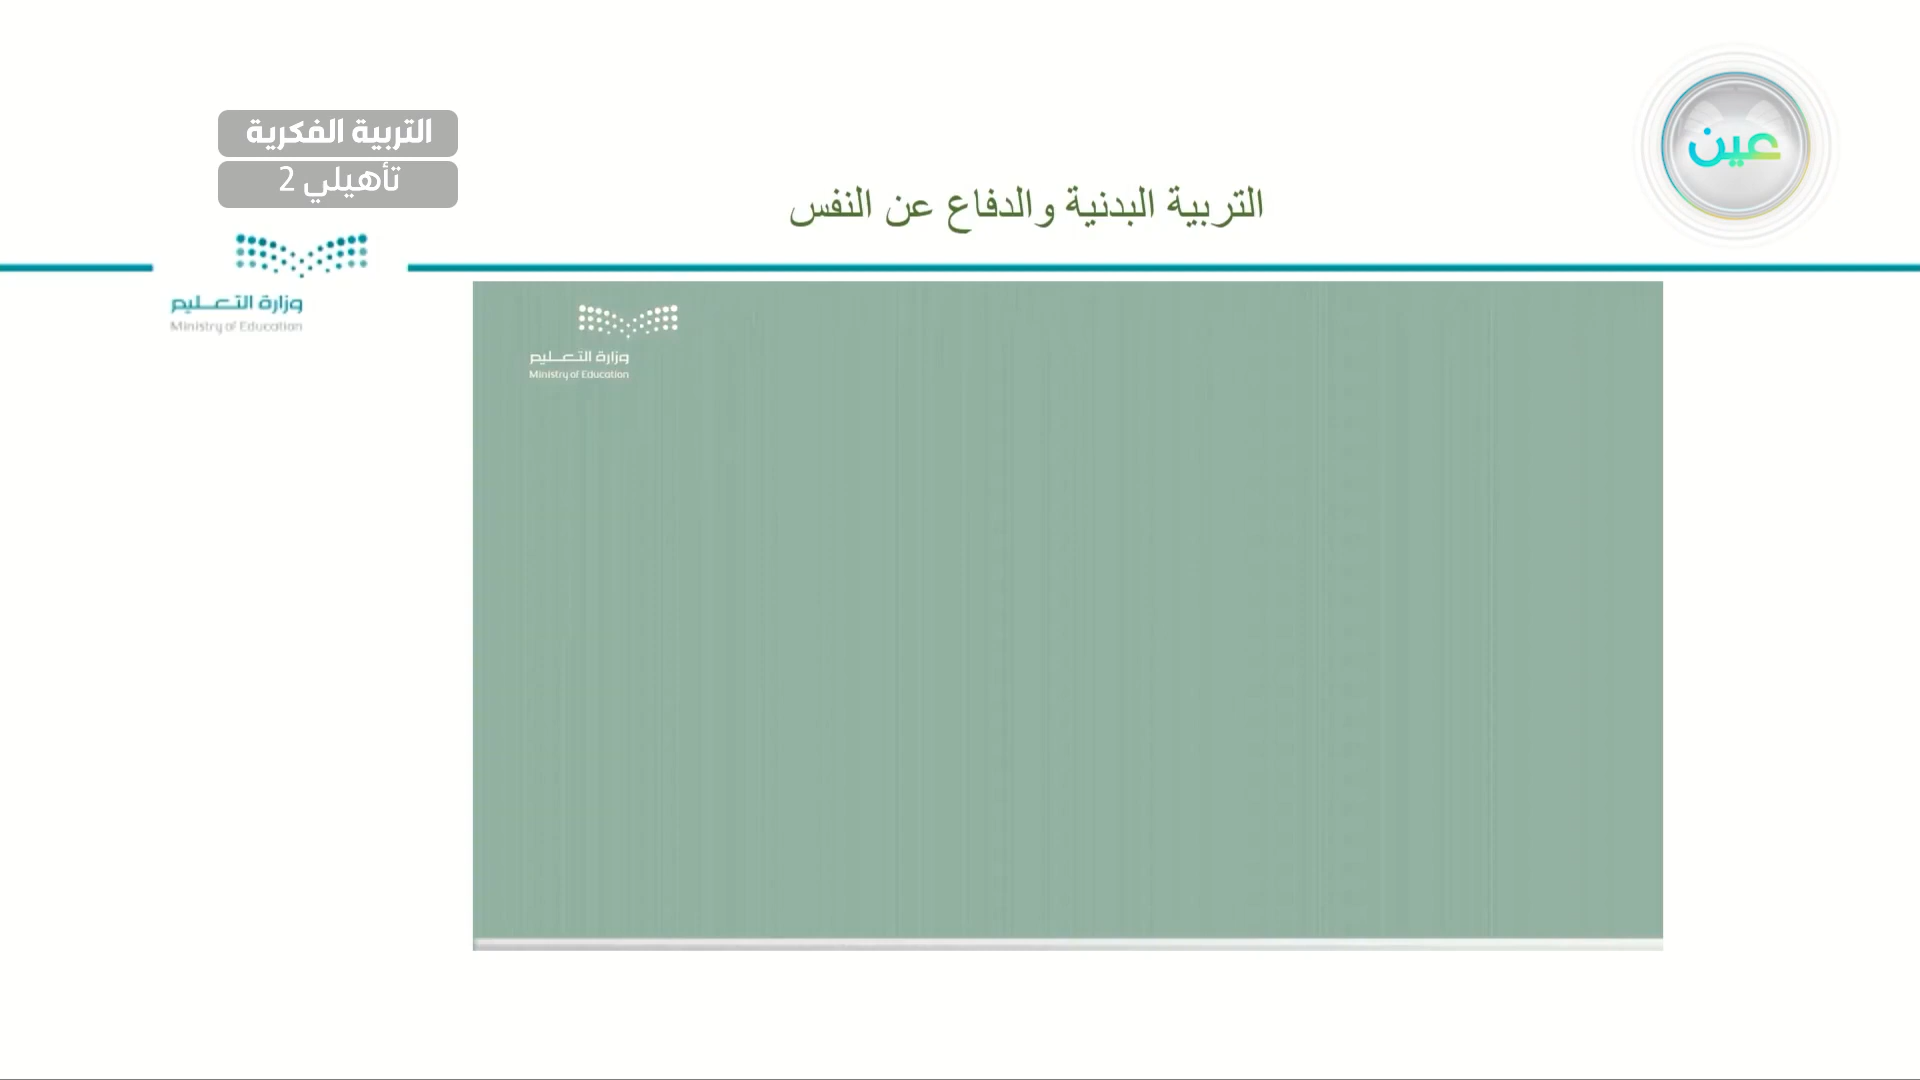 التربية الفكرية
تأهيلي 2
عين
التربية البدنية والدفاع عن النفس
وزارة التعليم
Ministry of Education
وزارة التعليم
Ministry of Education